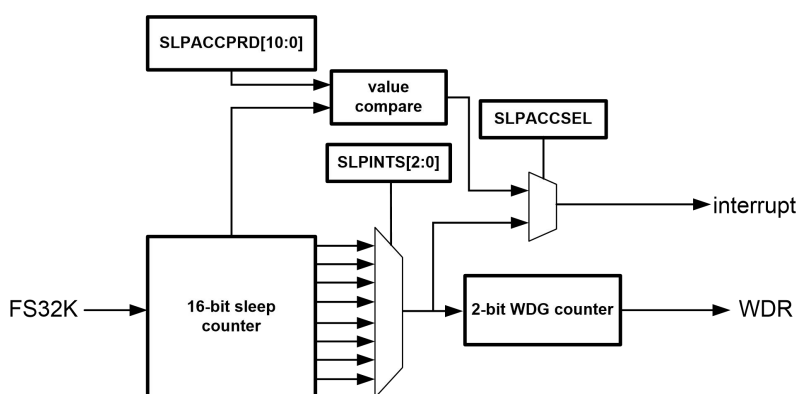 SLPACCPRD[10:0]
value
compare
SLPACCSEL
SLPINTS[2:0]
interrupt
FS32K
16-bit sleep
counter
2-bit WDG counter
WDR